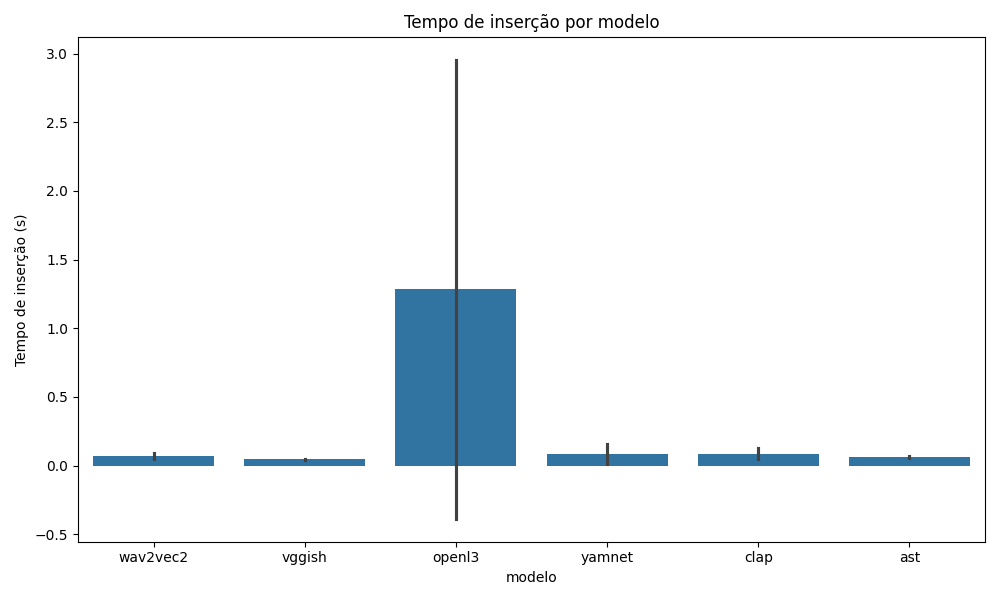 Tempo de inserção por modelo
Tempo de inserção (s)
3.0
2.5
2.0
1.5
1.0
0.5
0.0
−0.5
wav2vec2 vggish openl3 yamnet clap ast
modelo